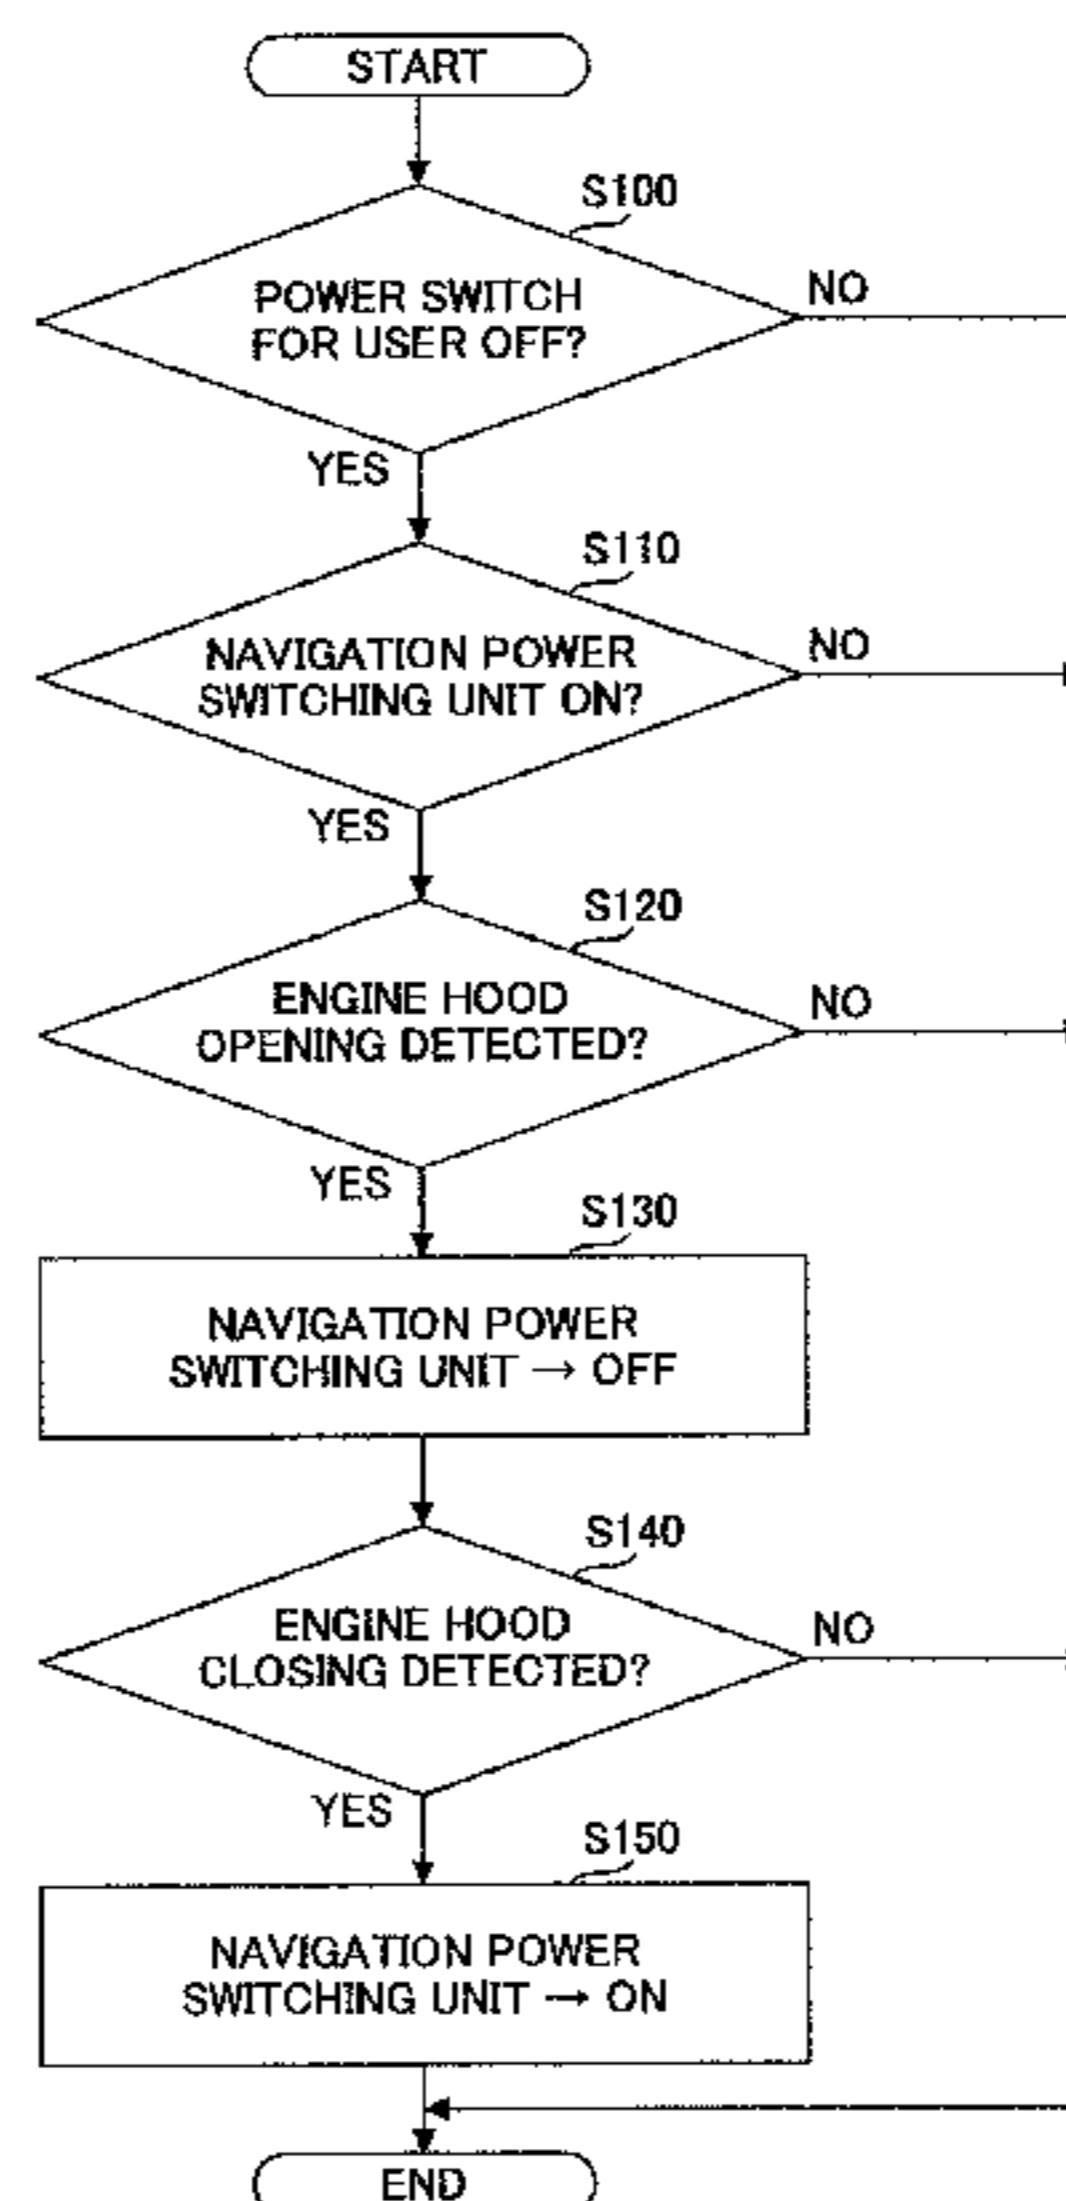 START
S100
POWER SWITCH
FOR USER OFF?
NO
YES
S110
NAVIGATION POWER
SWITCHING UNIT ON?
NO
YES
S120
ENGINE HOOD
OPENING DETECTED?
NO
YES
S130
NAVIGATION POWER
SWITCHING UNIT → OFF
S140
ENGINE HOOD
CLOSING DETECTED?
NO
YES
S150
NAVIGATION POWER
SWITCHING UNIT → ON
END